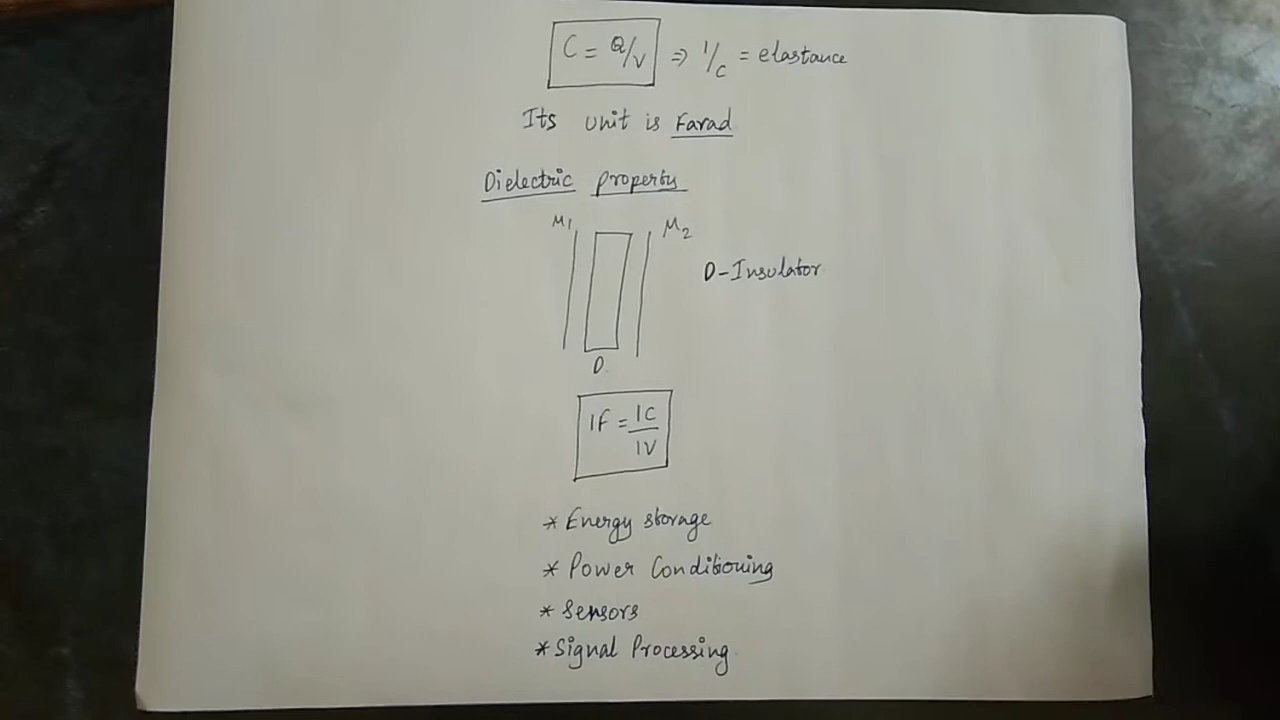 C = Q/V ⇒ 1/C = elastance
Its unit is Farad
Dielectric property
M1 M2
D-Insulator
D
1F = 1C/1V
* Energy storage
* Power Conditioning
* Sensors
* Signal Processing